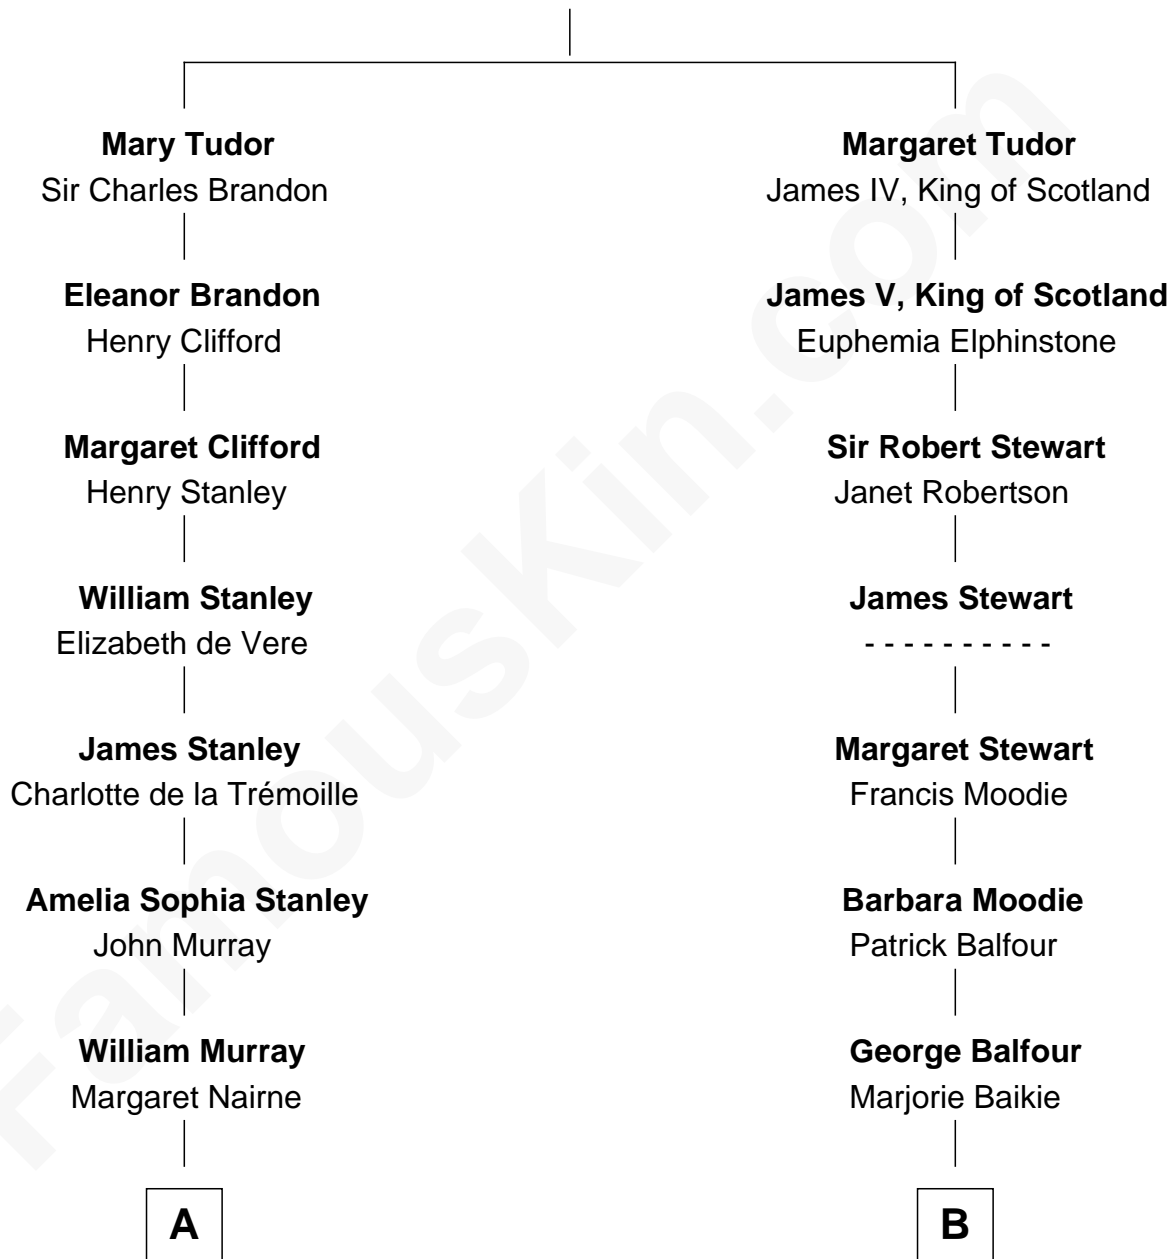 Mary Tudor
Sir Charles Brandon
Margaret Tudor
James IV, King of Scotland
Eleanor Brandon
Henry Clifford
James V, King of Scotland
Euphemia Elphinstone
Margaret Clifford
Henry Stanley
Sir Robert Stewart
Janet Robertson
William Stanley
Elizabeth de Vere
James Stewart
- - - - - - - - - -
James Stanley
Charlotte de la Trémoille
Margaret Stewart
Francis Moodie
Amelia Sophia Stanley
John Murray
Barbara Moodie
Patrick Balfour
William Murray
Margaret Nairne
George Balfour
Marjorie Baikie
A
B
FamousKin.com